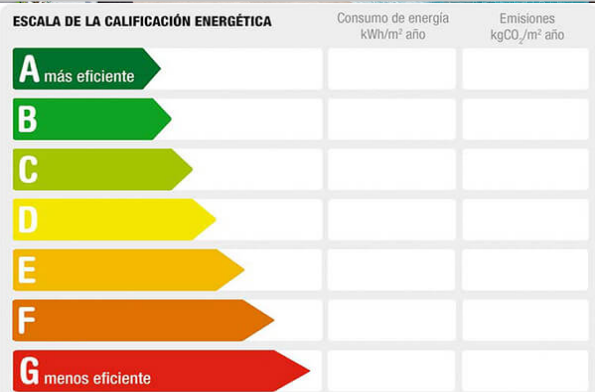 ESCALA DE LA CALIFICACIÓN ENERGÉTICA
Consumo de energía
kWh/m² año
Emisiones
kgCO₂/m² año
A más eficiente
B
C
D
E
F
G menos eficiente